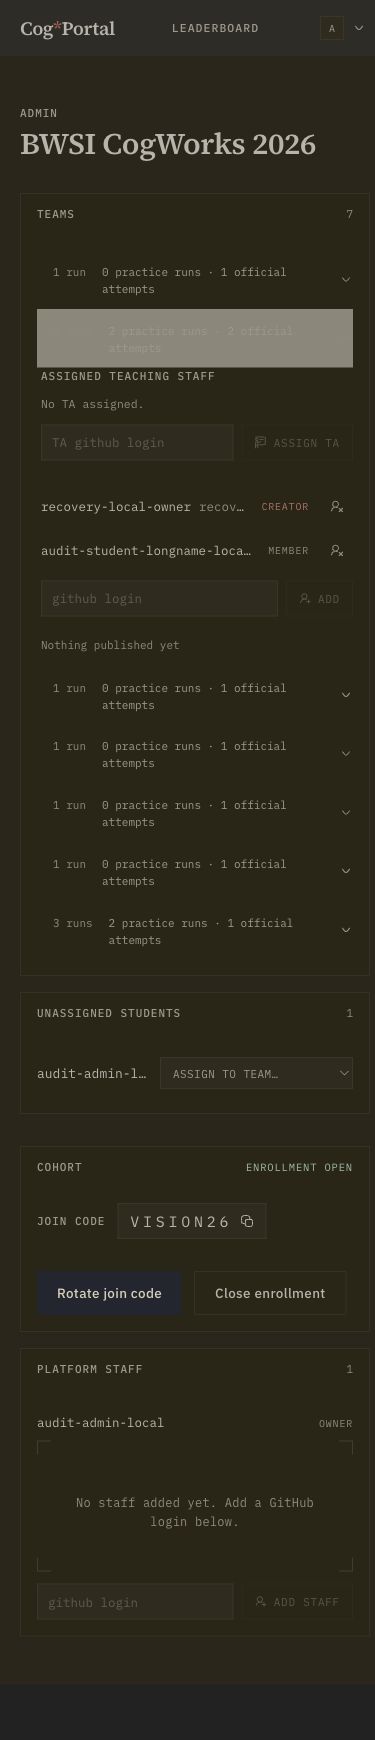 Cog*Portal
LEADERBOARD
A
ADMIN
BWSI CogWorks 2026
TEAMS 7
1 run 0 practice runs · 1 official
attempts
2 practice runs · 2 official
attempts
ASSIGNED TEACHING STAFF
No TA assigned.
TA github login ASSIGN TA
recovery-local-owner recov… CREATOR
audit-student-longname-loca… MEMBER
github login ADD
Nothing published yet
1 run 0 practice runs · 1 official
attempts
1 run 0 practice runs · 1 official
attempts
1 run 0 practice runs · 1 official
attempts
1 run 0 practice runs · 1 official
attempts
3 runs 2 practice runs · 1 official
attempts
UNASSIGNED STUDENTS 1
audit-admin-l… ASSIGN TO TEAM…
COHORT ENROLLMENT OPEN
JOIN CODE VISION26
Rotate join code Close enrollment
PLATFORM STAFF 1
audit-admin-local OWNER
No staff added yet. Add a GitHub
login below.
github login ADD STAFF